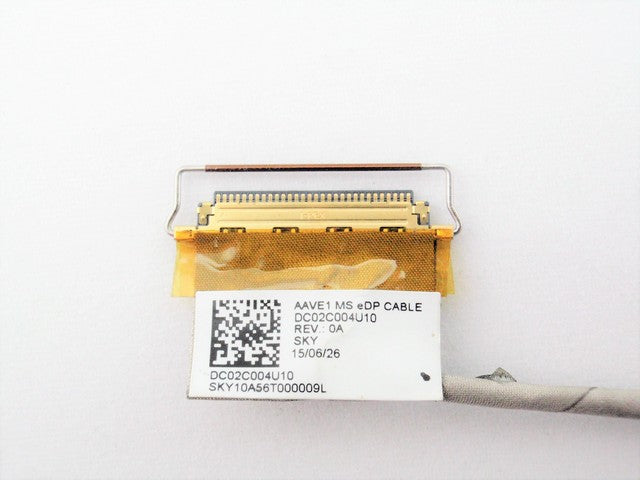 AAVE1 MS eDP CABLE
DC02C004U10
REV.: 0A
SKY
15/06/26
DC02C004U10
SKY10A56T000009L